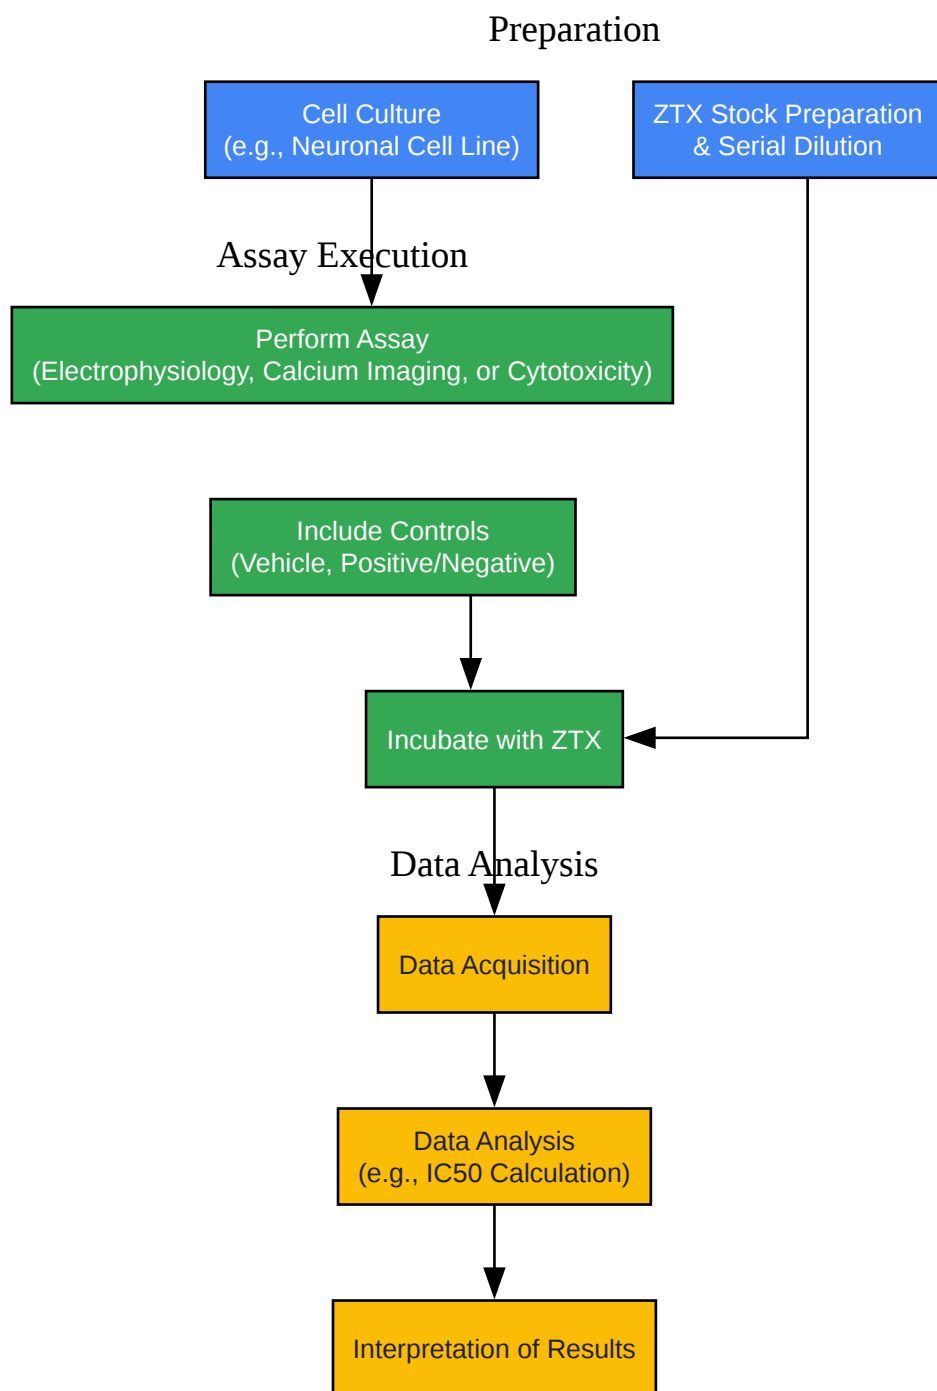 Preparation
Cell Culture
(e.g., Neuronal Cell Line)
ZTX Stock Preparation
& Serial Dilution
Assay Execution
Perform Assay
(Electrophysiology, Calcium Imaging, or Cytotoxicity)
Include Controls
(Vehicle, Positive/Negative)
Incubate with ZTX
Data Analysis
Data Acquisition
Data Analysis
(e.g., IC50 Calculation)
Interpretation of Results